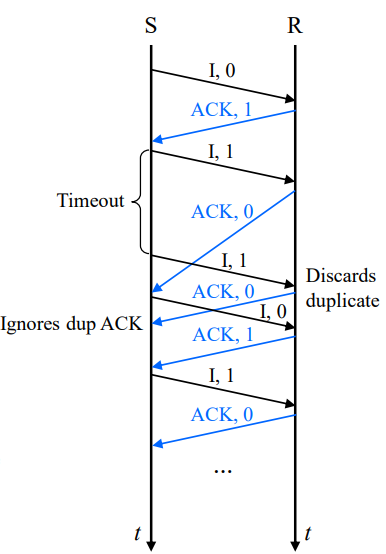 S
R
I, 0
ACK, 1
I, 1
Timeout
ACK, 0
I, 1
Discards
duplicate
ACK, 0
I, 0
Ignores dup ACK
ACK, 1
I, 1
ACK, 0
...
t
t